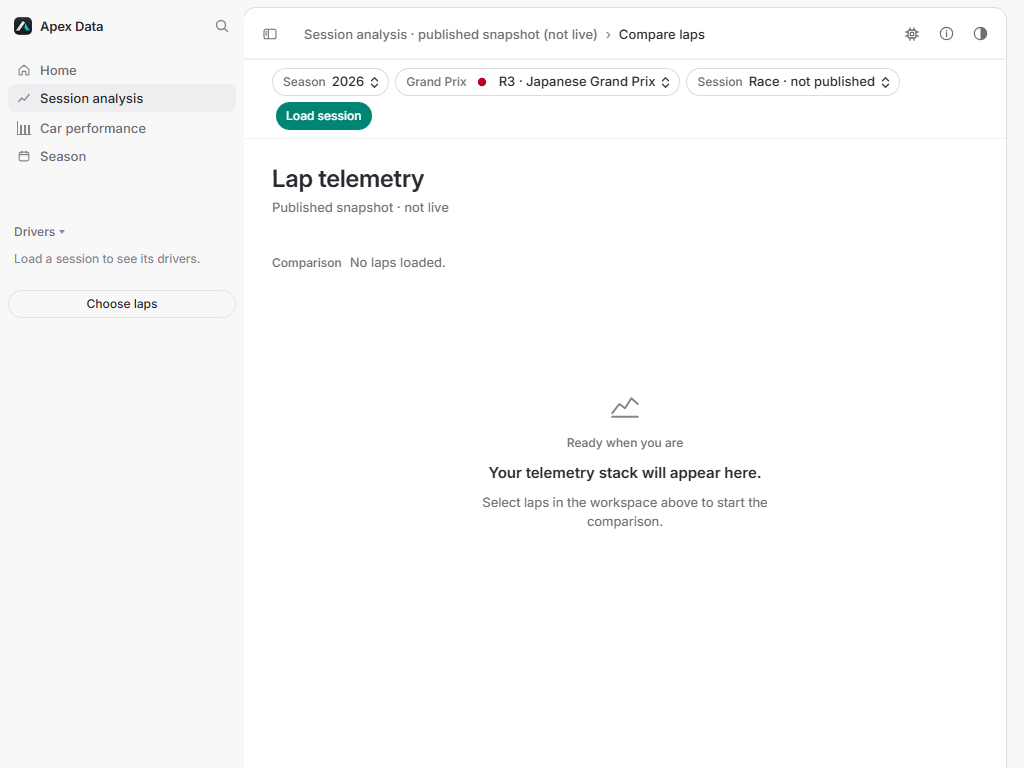 Apex Data
Home
Session analysis
Car performance
Season
Drivers
Load a session to see its drivers.
Choose laps
Session analysis · published snapshot (not live) › Compare laps
Season 2026
Grand Prix R3 · Japanese Grand Prix
Session Race · not published
Load session
Lap telemetry
Published snapshot · not live
Comparison No laps loaded.
Ready when you are
Your telemetry stack will appear here.
Select laps in the workspace above to start the
comparison.